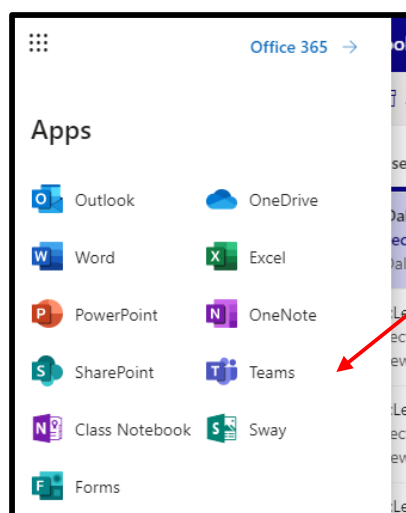 Office 365 →
Apps
Outlook OneDrive
Word Excel
PowerPoint OneNote
SharePoint Teams
Class Notebook Sway
Forms